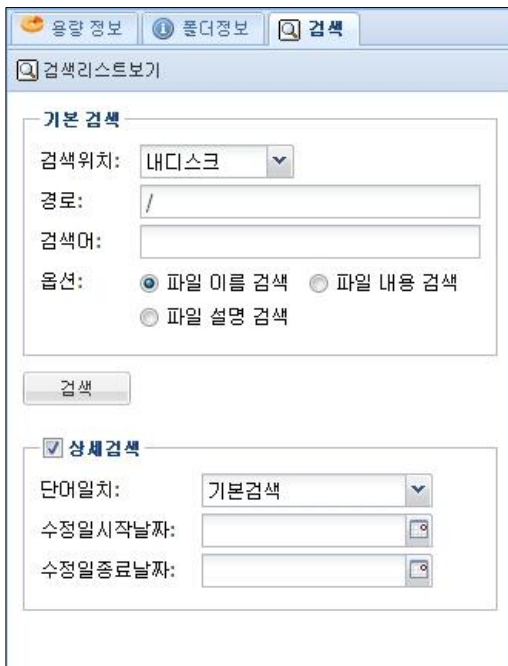 용량 정보 폴더정보 검색
검색리스트보기
기본 검색
검색위치: 내디스크
경로: /
검색어:
옵션: 파일 이름 검색 파일 내용 검색
파일 설명 검색
검색
상세검색
단어일치: 기본검색
수정일시작날짜:
수정일종료날짜: